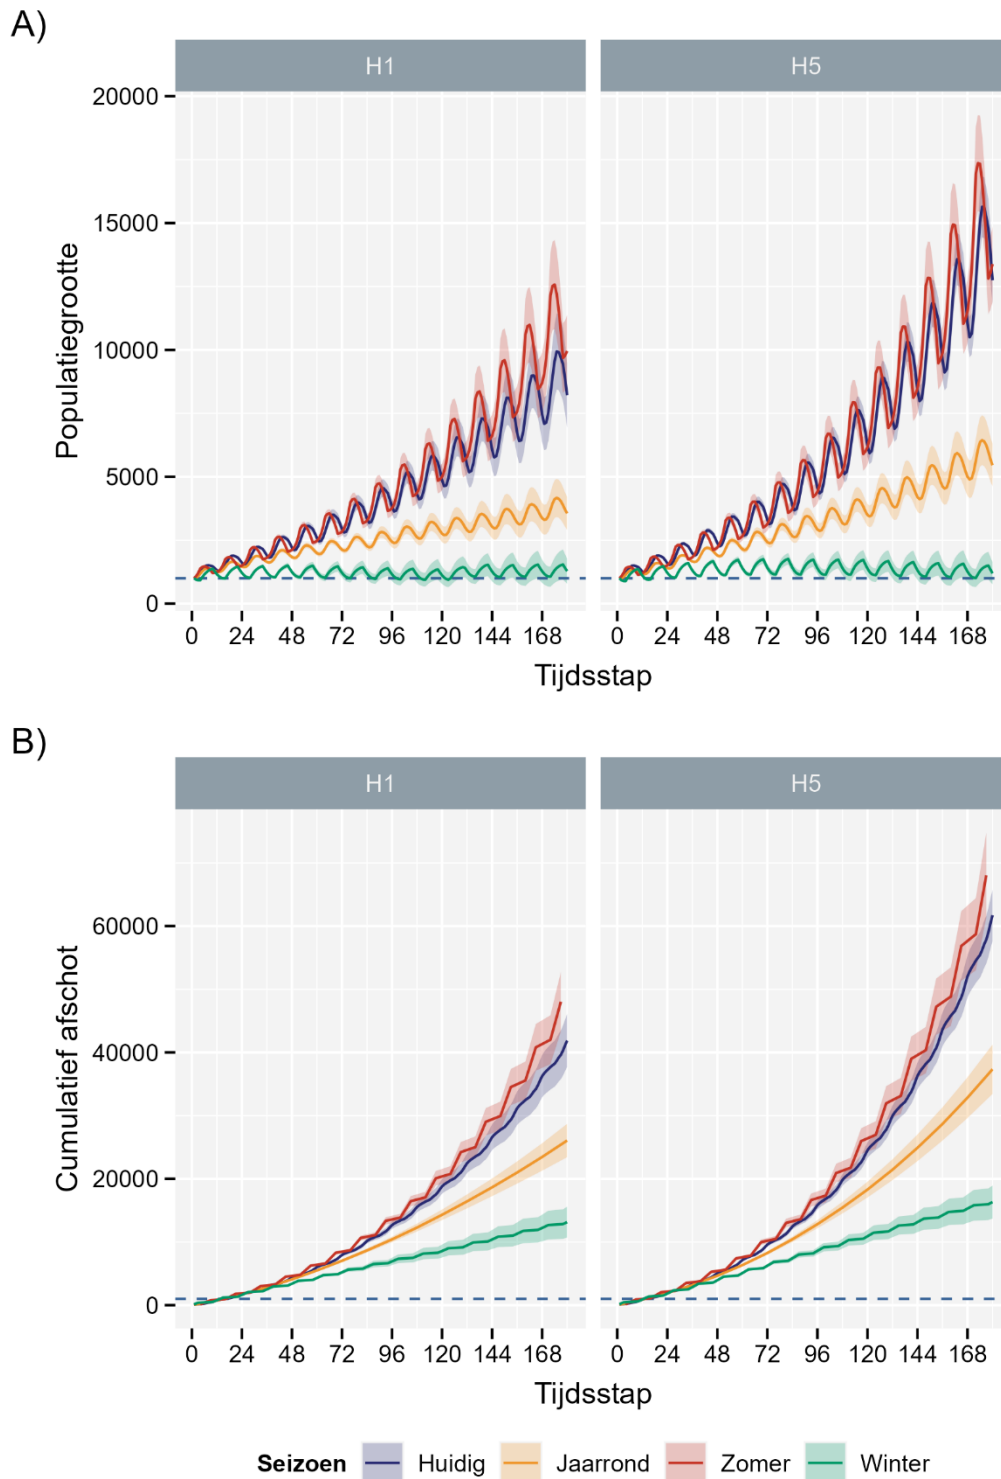 A)
H1 H5
20000
15000
10000
5000
0
Populatiegrootte
0 24 48 72 96 120 144 168 0 24 48 72 96 120 144 168
Tijdsstap
B)
H1 H5
60000
40000
20000
0
Cumulatief afschot
0 24 48 72 96 120 144 168 0 24 48 72 96 120 144 168
Tijdsstap
Seizoen Huidig Jaarrond Zomer Winter